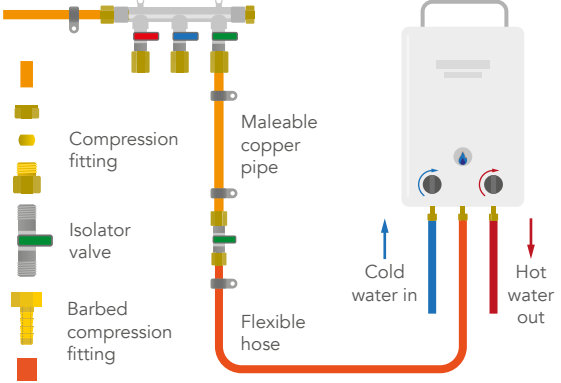 Compression
fitting
Isolator
valve
Barbed
compression
fitting
Maleable
copper
pipe
Flexible
hose
Cold
water in
Hot
water
out